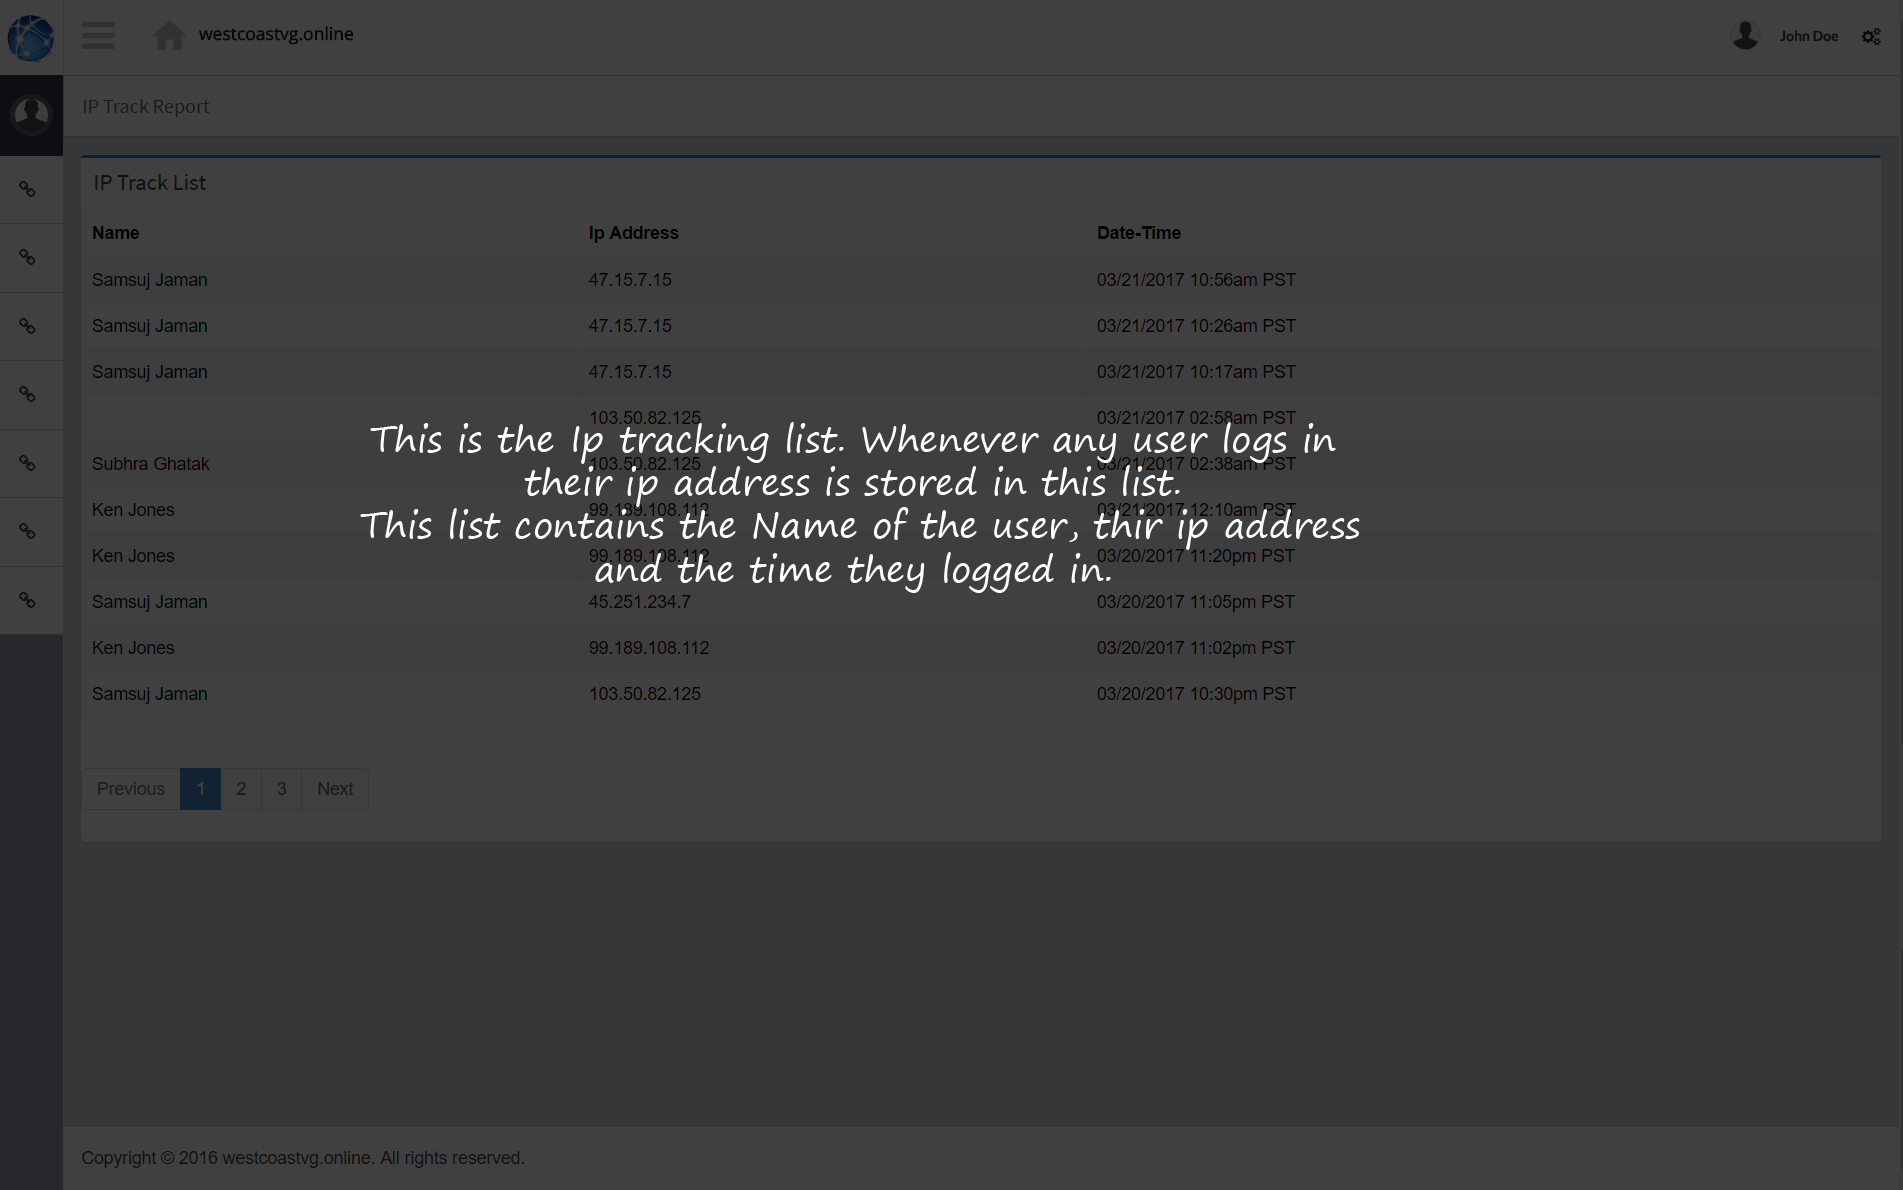 westcoastvg.online
John Doe
IP Track Report
IP Track List
Name Ip Address Date-Time
Samsuj Jaman 47.15.7.15 03/21/2017 10:56am PST
Samsuj Jaman 47.15.7.15 03/21/2017 10:26am PST
Samsuj Jaman 47.15.7.15 03/21/2017 10:17am PST
103.50.82.125 03/21/2017 02:58am PST
This is the Ip tracking list. Whenever any user logs in
Subhra Ghatak 103.50.82.125 03/21/2017 02:38am PST
their ip address is stored in this list.
Ken Jones 99.189.108.112 03/21/2017 12:10am PST
This list contains the Name of the user, thir ip address
Ken Jones 99.189.108.112 03/20/2017 11:20pm PST
and the time they logged in.
Samsuj Jaman 45.251.234.7 03/20/2017 11:05pm PST
Ken Jones 99.189.108.112 03/20/2017 11:02pm PST
Samsuj Jaman 103.50.82.125 03/20/2017 10:30pm PST
Previous 1 2 3 Next
Copyright © 2016 westcoastvg.online. All rights reserved.